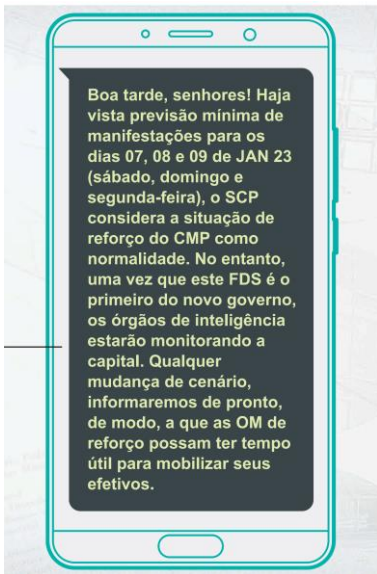 Boa tarde, senhores! Haja
vista previsão mínima de
manifestações para os
dias 07, 08 e 09 de JAN 23
(sábado, domingo e
segunda-feira), o SCP
considera a situação de
reforço do CMP como
normalidade. No entanto,
uma vez que este FDS é o
primeiro do novo governo,
os órgãos de inteligência
estarão monitorando a
capital. Qualquer
mudança de cenário,
informaremos de pronto,
de modo, a que as OM de
reforço possam ter tempo
útil para mobilizar seus
efetivos.